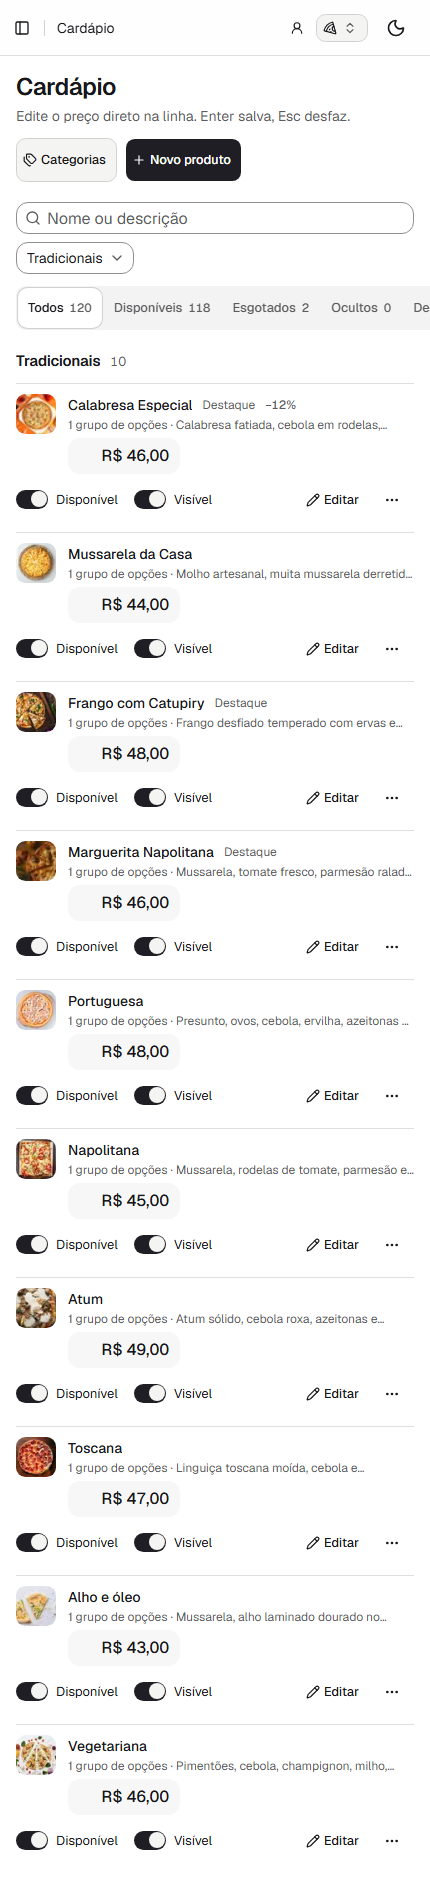 Cardápio
Cardápio
Edite o preço direto na linha. Enter salva, Esc desfaz.
Categorias
Novo produto
Nome ou descrição
Tradicionais
Todos 120 Disponíveis 118 Esgotados 2 Ocultos 0 De
Tradicionais 10
Calabresa Especial Destaque −12%
1 grupo de opções · Calabresa fatiada, cebola em rodelas,...
R$ 46,00
Disponível Visível Editar
Mussarela da Casa
1 grupo de opções · Molho artesanal, muita mussarela derretid...
R$ 44,00
Disponível Visível Editar
Frango com Catupiry Destaque
1 grupo de opções · Frango desfiado temperado com ervas e...
R$ 48,00
Disponível Visível Editar
Marguerita Napolitana Destaque
1 grupo de opções · Mussarela, tomate fresco, parmesão ralad...
R$ 46,00
Disponível Visível Editar
Portuguesa
1 grupo de opções · Presunto, ovos, cebola, ervilha, azeitonas ...
R$ 48,00
Disponível Visível Editar
Napolitana
1 grupo de opções · Mussarela, rodelas de tomate, parmesão e...
R$ 45,00
Disponível Visível Editar
Atum
1 grupo de opções · Atum sólido, cebola roxa, azeitonas e...
R$ 49,00
Disponível Visível Editar
Toscana
1 grupo de opções · Linguiça toscana moída, cebola e...
R$ 47,00
Disponível Visível Editar
Alho e óleo
1 grupo de opções · Mussarela, alho laminado dourado no...
R$ 43,00
Disponível Visível Editar
Vegetariana
1 grupo de opções · Pimentões, cebola, champignon, milho,...
R$ 46,00
Disponível Visível Editar